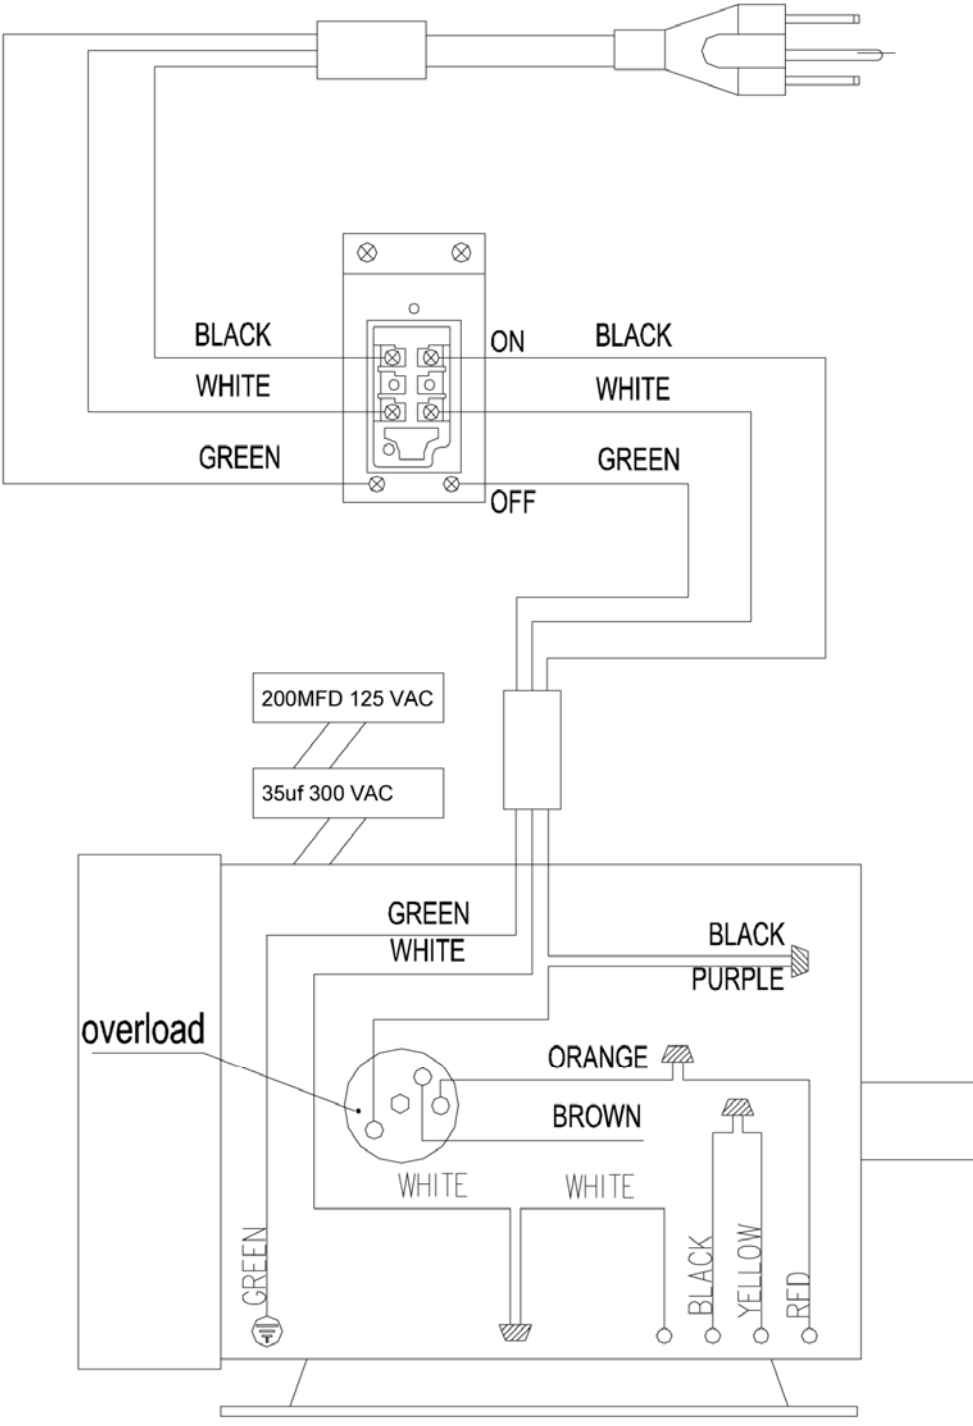 BLACK
ON
BLACK
WHITE
WHITE
GREEN
GREEN
OFF
200MFD 125 VAC
35uf 300 VAC
GREEN
WHITE
BLACK
PURPLE
overload
ORANGE
BROWN
WHITE
WHITE
GREEN
BLACK
YELLOW
RED